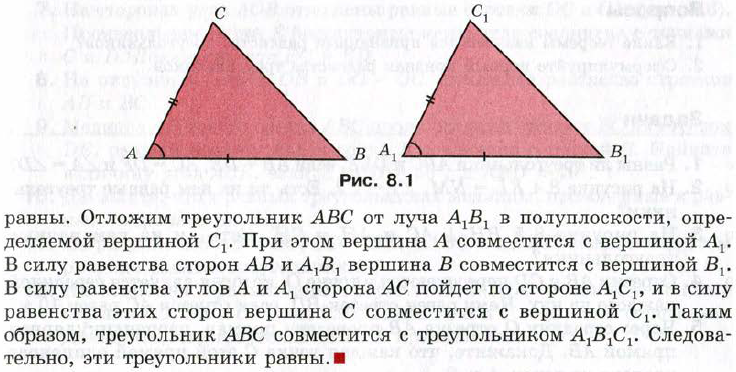 C
C₁
A
B
A₁
B₁
Рис. 8.1
равны. Отложим треугольник ABC от луча A₁B₁ в полуплоскость, опре-
деляемой вершиной C₁. При этом вершина A совместится с вершиной A₁.
В силу равенства сторон AB и A₁B₁ вершина B совместится с вершиной B₁.
В силу равенства углов A и A₁ сторона AC пойдет по стороне A₁C₁, и в силу
равенства этих сторон вершина C совместится с вершиной C₁. Таким
образом, треугольник ABC совместится с треугольником A₁B₁C₁. Следова-
тельно, эти треугольники равны.